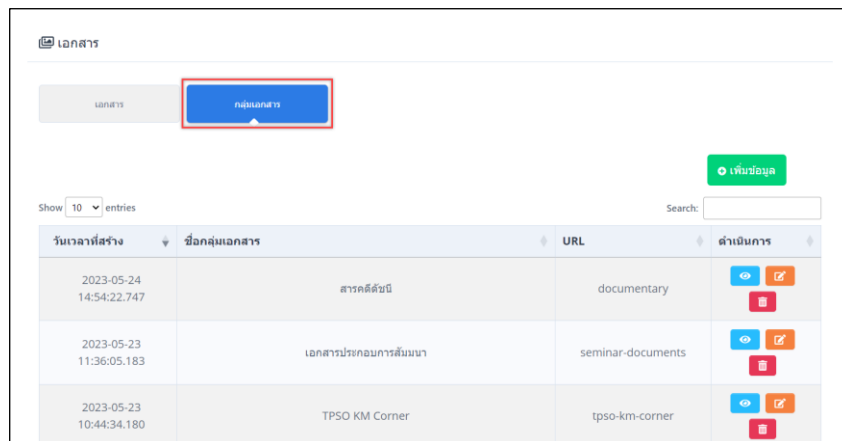 เอกสาร
เอกสาร กลุ่มเอกสาร
เพิ่มข้อมูล
Show 10 entries Search:
วันเวลาที่สร้าง ชื่อกลุ่มเอกสาร URL ดำเนินการ
2023-05-24
14:54:22.747 สารคดีดัชนี documentary
2023-05-23
11:36:05.183 เอกสารประกอบการสัมมนา seminar-documents
2023-05-23
10:44:34.180 TPSO KM Corner tpso-km-corner